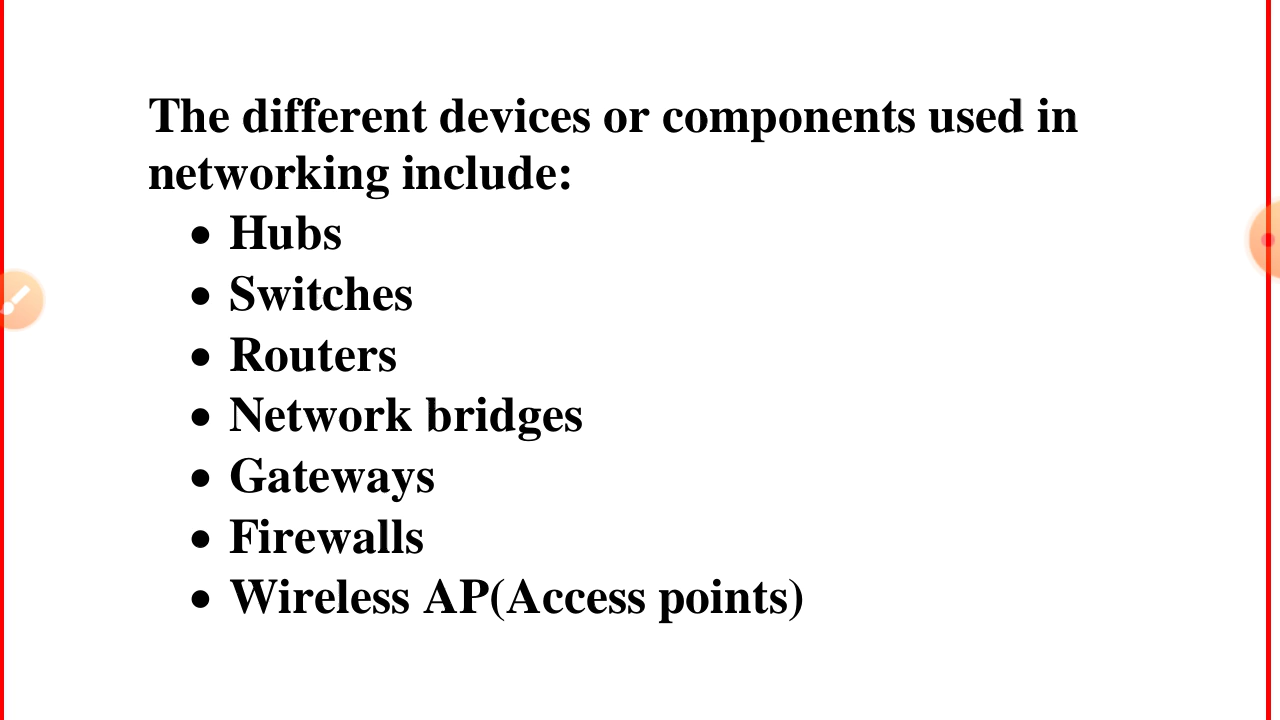 The different devices or components used in
networking include:
• Hubs
• Switches
• Routers
• Network bridges
• Gateways
• Firewalls
• Wireless AP(Access points)